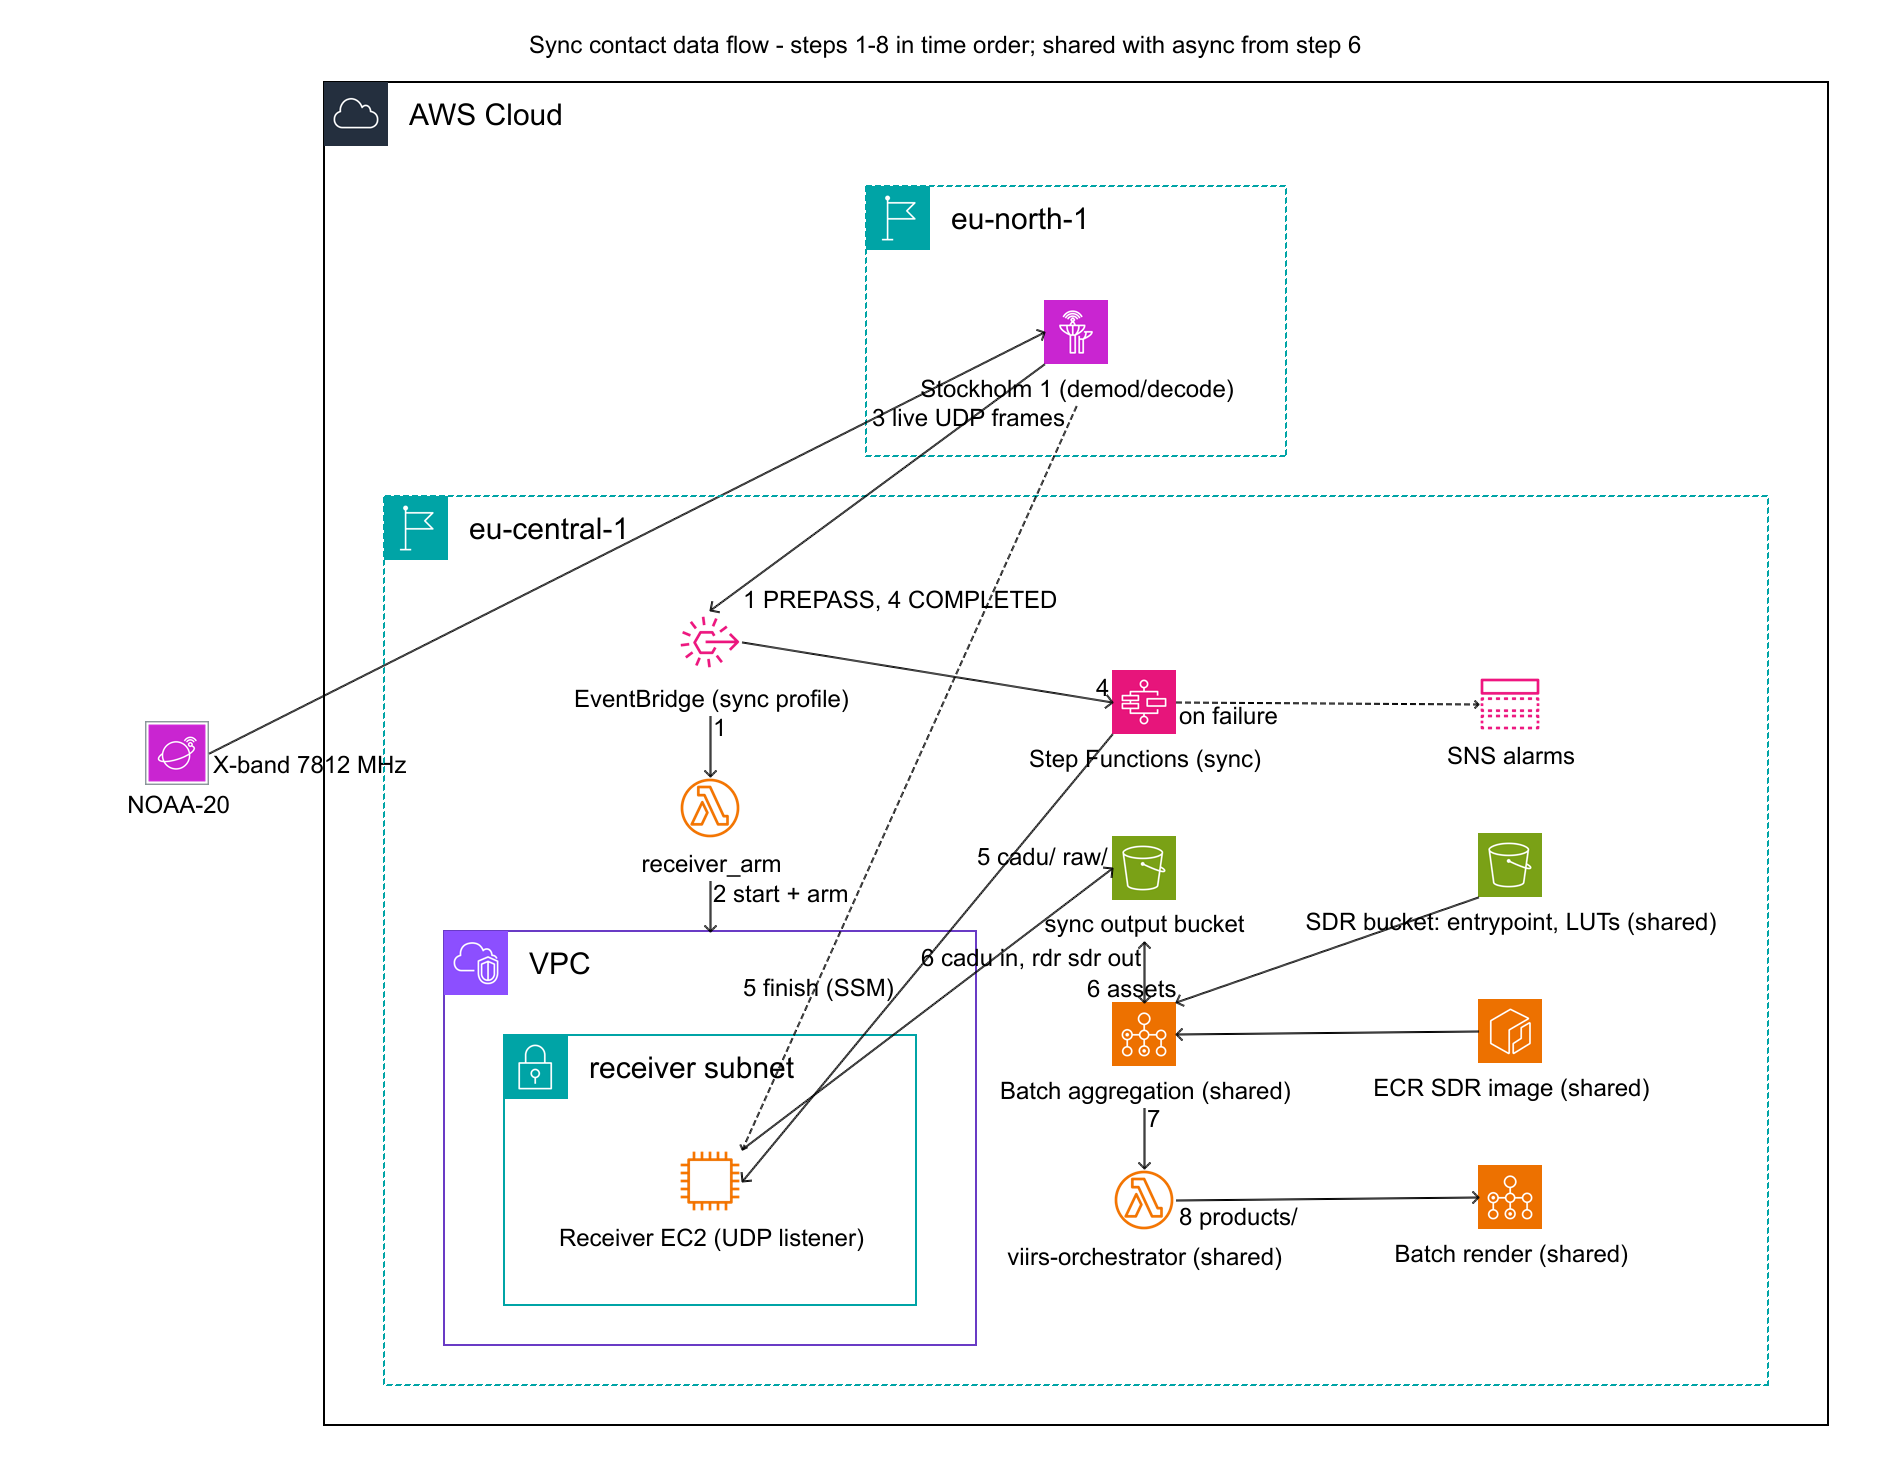 Sync contact data flow - steps 1-8 in time order; shared with async from step 6
AWS Cloud
eu-north-1
Stockholm 1 (demod/decode)
3 live UDP frames
eu-central-1
1 PREPASS, 4 COMPLETED
EventBridge (sync profile)
4
on failure
1
Step Functions (sync)
SNS alarms
X-band 7812 MHz
NOAA-20
receiver_arm
2 start + arm
5 cadu/ raw/
sync output bucket
SDR bucket: entrypoint, LUTs (shared)
VPC
6 cadu in, rdr sdr out
5 finish (SSM)
6 assets
receiver subnet
Batch aggregation (shared)
ECR SDR image (shared)
7
Receiver EC2 (UDP listener)
8 products/
viirs-orchestrator (shared)
Batch render (shared)